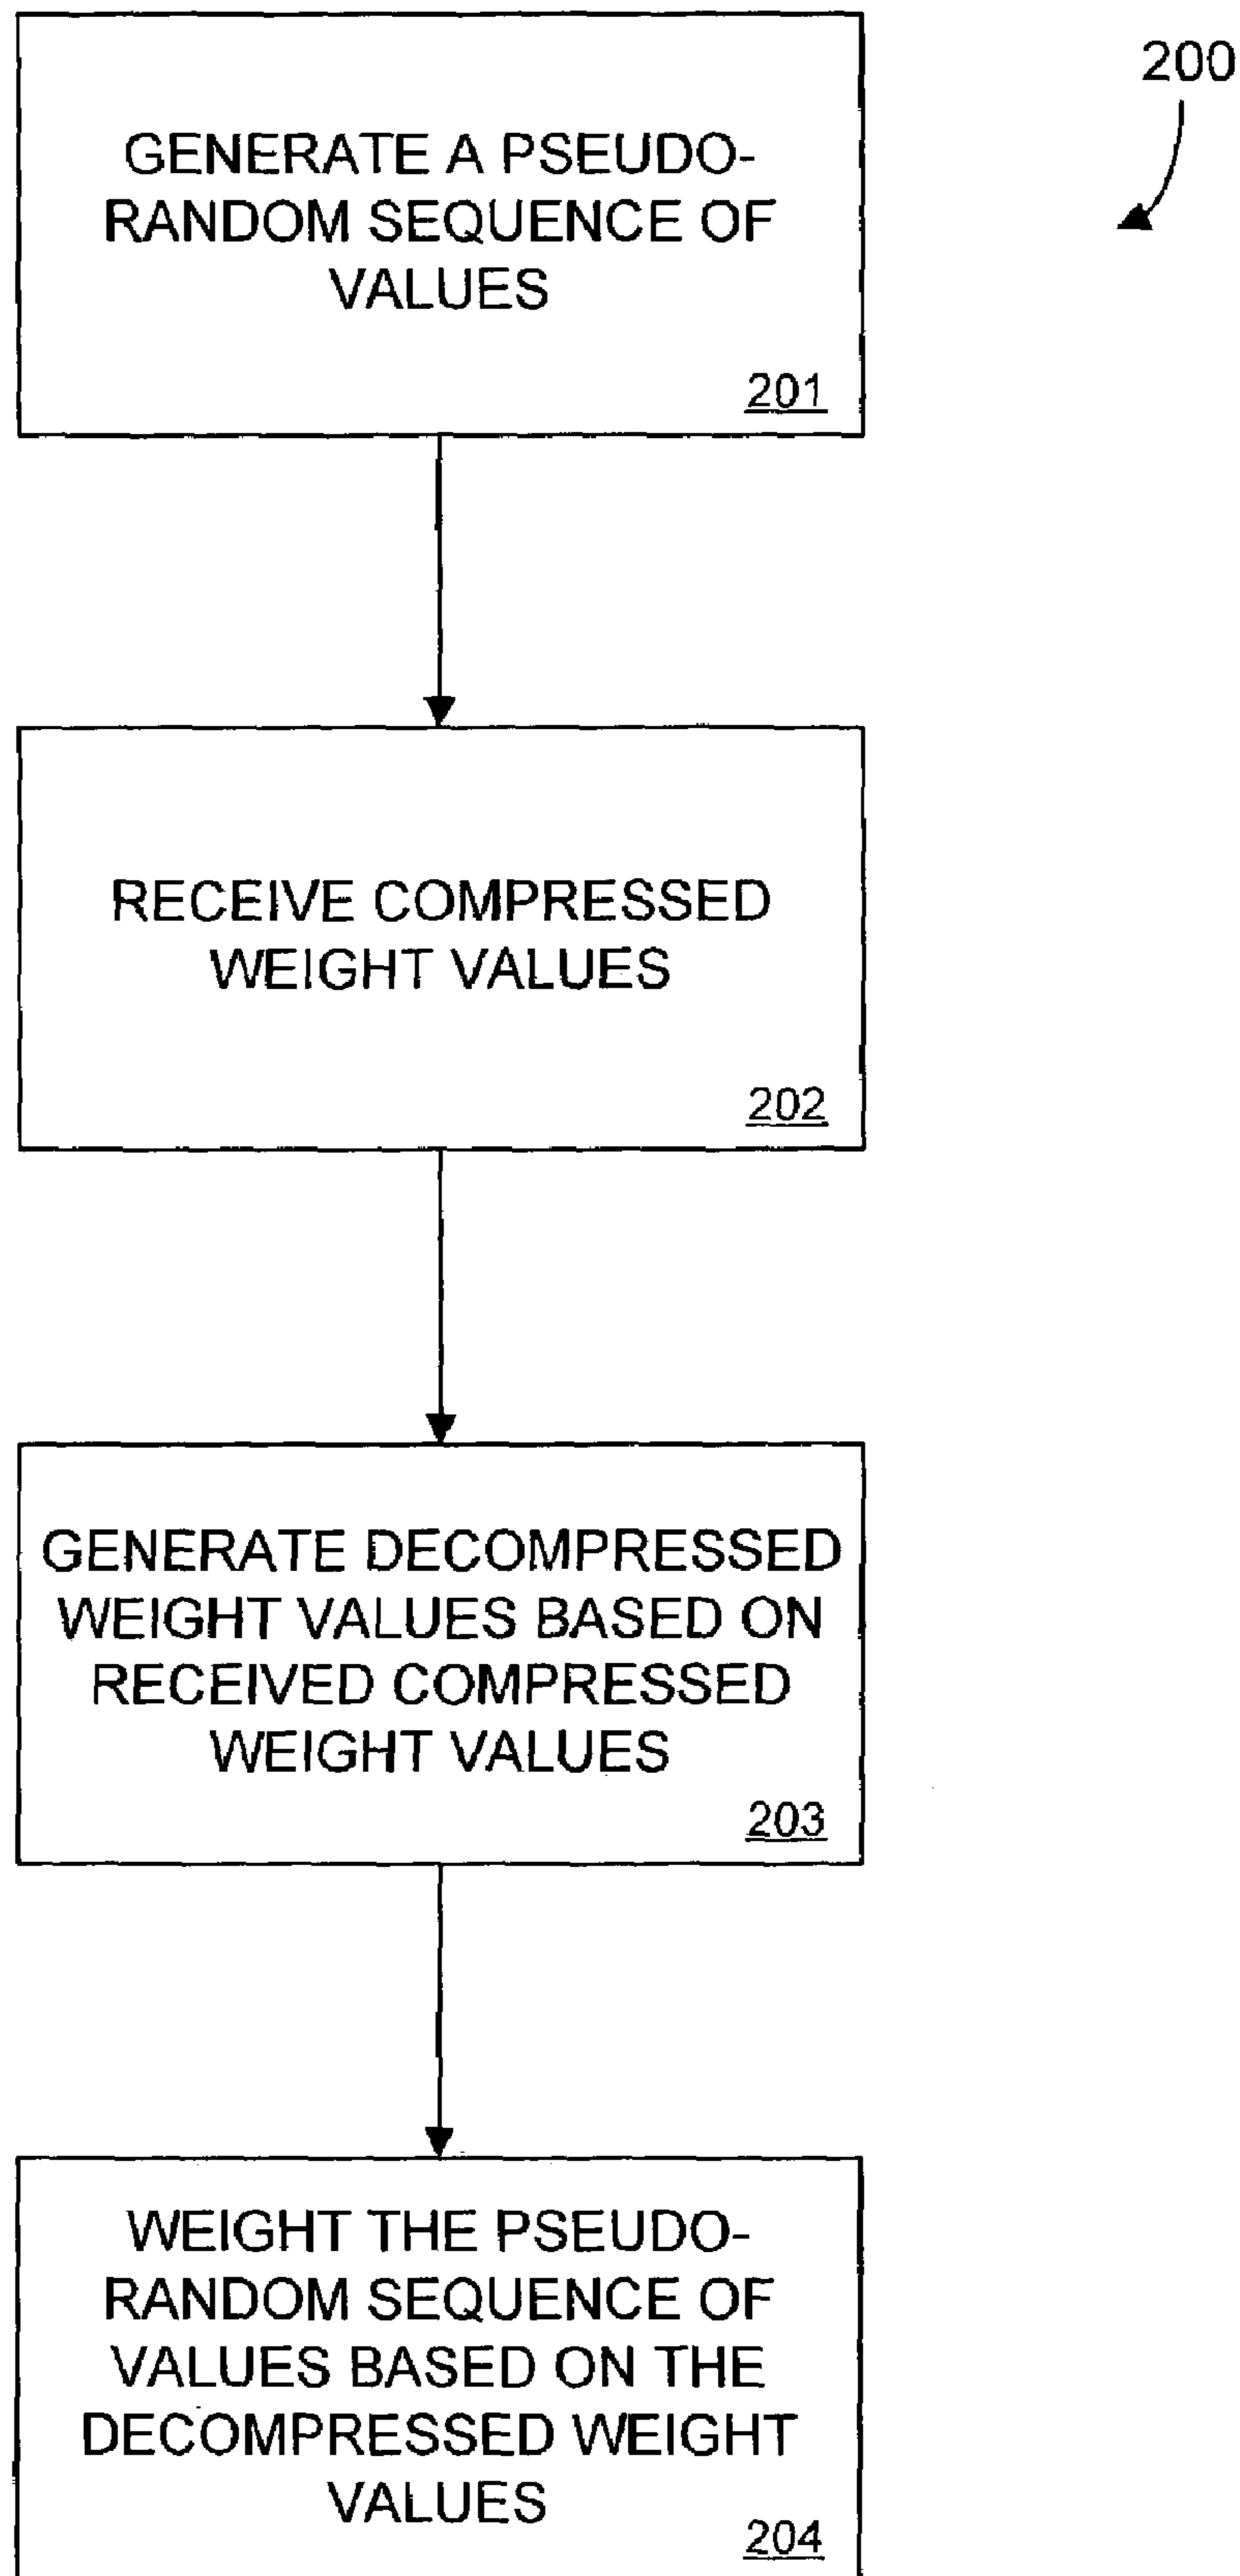 200
GENERATE A PSEUDO-
RANDOM SEQUENCE OF
VALUES
201
RECEIVE COMPRESSED
WEIGHT VALUES
202
GENERATE DECOMPRESSED
WEIGHT VALUES BASED ON
RECEIVED COMPRESSED
WEIGHT VALUES
203
WEIGHT THE PSEUDO-
RANDOM SEQUENCE OF
VALUES BASED ON THE
DECOMPRESSED WEIGHT
VALUES
204